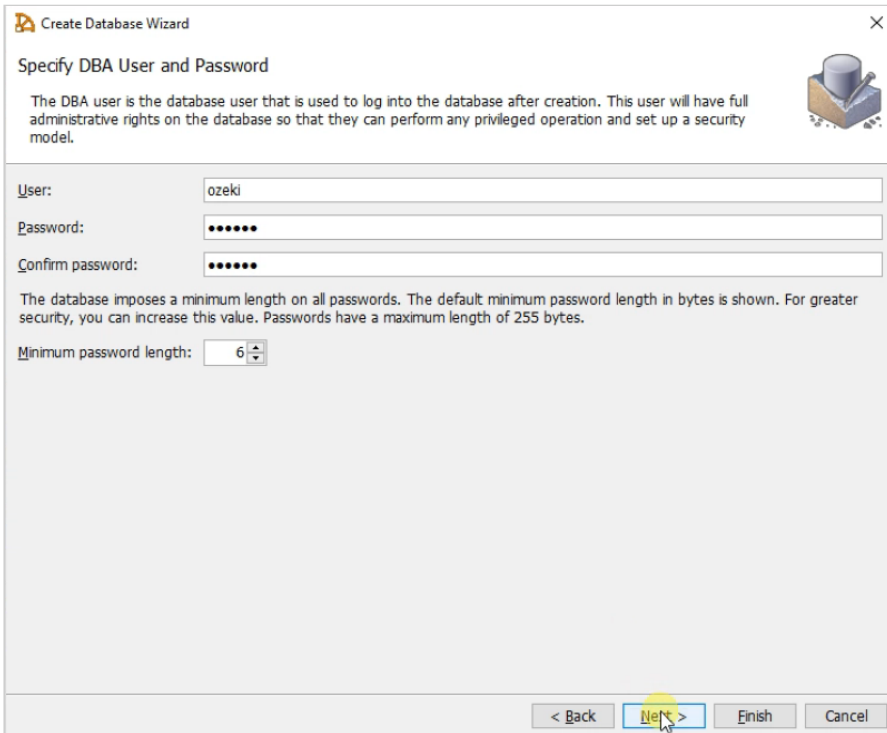 Create Database Wizard
Specify DBA User and Password
The DBA user is the database user that is used to log into the database after creation. This user will have full
administrative rights on the database so that they can perform any privileged operation and set up a security
model.
User: ozeki
Password: ••••••
Confirm password: ••••••
The database imposes a minimum length on all passwords. The default minimum password length in bytes is shown. For greater
security, you can increase this value. Passwords have a maximum length of 255 bytes.
Minimum password length: 6
< Back Next > Finish Cancel